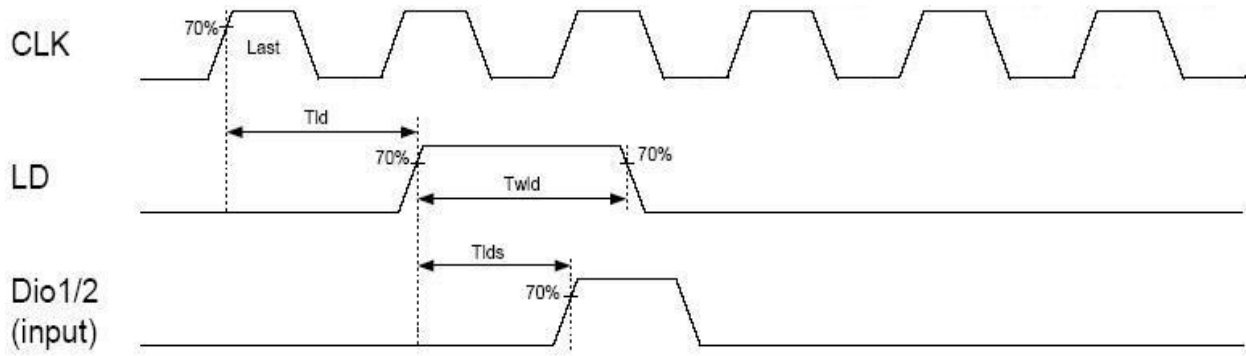 70%
CLK
Last
Tld
70%
70%
LD
Twld
Tlds
Dio1/2
70%
(input)